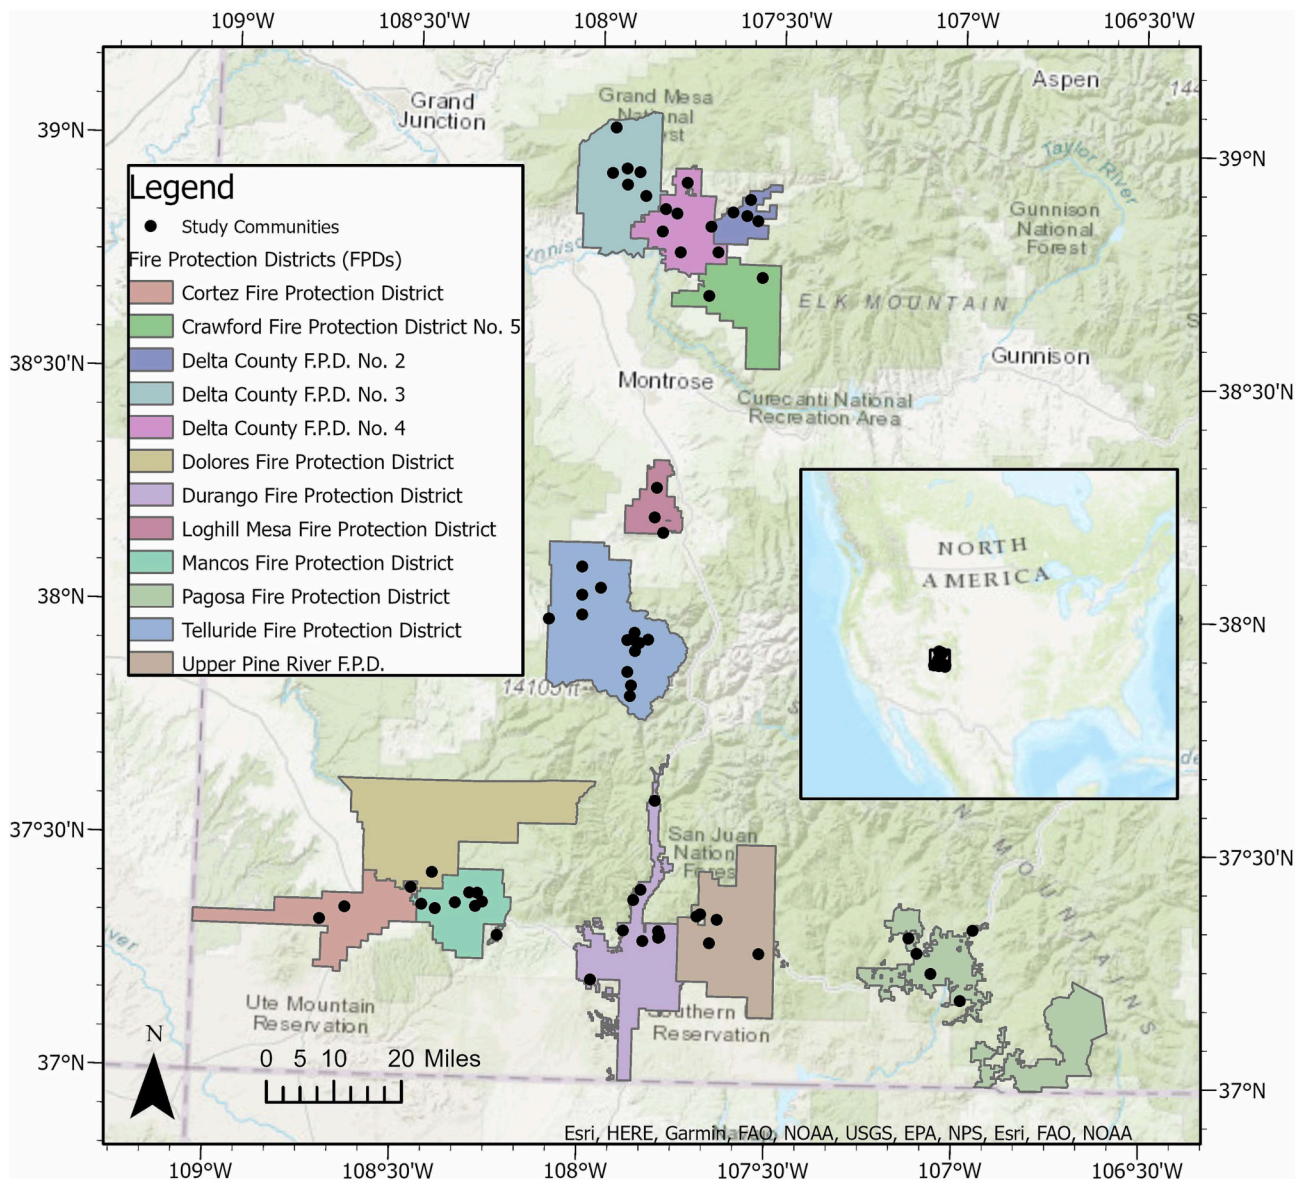 109°W 108°30'W 108°W 107°30'W 107°W 106°30'W
Aspen
Grand Mesa
National
Grand
Junction
39°N
39°N
Taylor River
Legend
Study Communities
Fire Protection Districts (FPDs)
Cortez Fire Protection District
Crawford Fire Protection District No. 5
Delta County F.P.D. No. 2
Delta County F.P.D. No. 3
Delta County F.P.D. No. 4
Dolores Fire Protection District
Durango Fire Protection District
Loghill Mesa Fire Protection District
Mancos Fire Protection District
Pagosa Fire Protection District
Telluride Fire Protection District
Upper Pine River F.P.D.
Gunnison
National
Forest
ELK MOUNTAIN
38°30'N
Gunnison
Montrose
38°30'N
Curecanti National
Recreation Area
NORTH
AMERICA
38°N
38°N
14105 ft
37°30'N
San Juan
National
Forest
37°30'N
N MOUNTAINS
Ute Mountain
Reservation
Southern
Reservation
N
0 5 10 20 Miles
37°N
37°N
Esri, HERE, Garmin, FAO, NOAA, USGS, EPA, NPS, Esri, FAO, NOAA
109°W 108°30'W 108°W 107°30'W 107°W 106°30'W